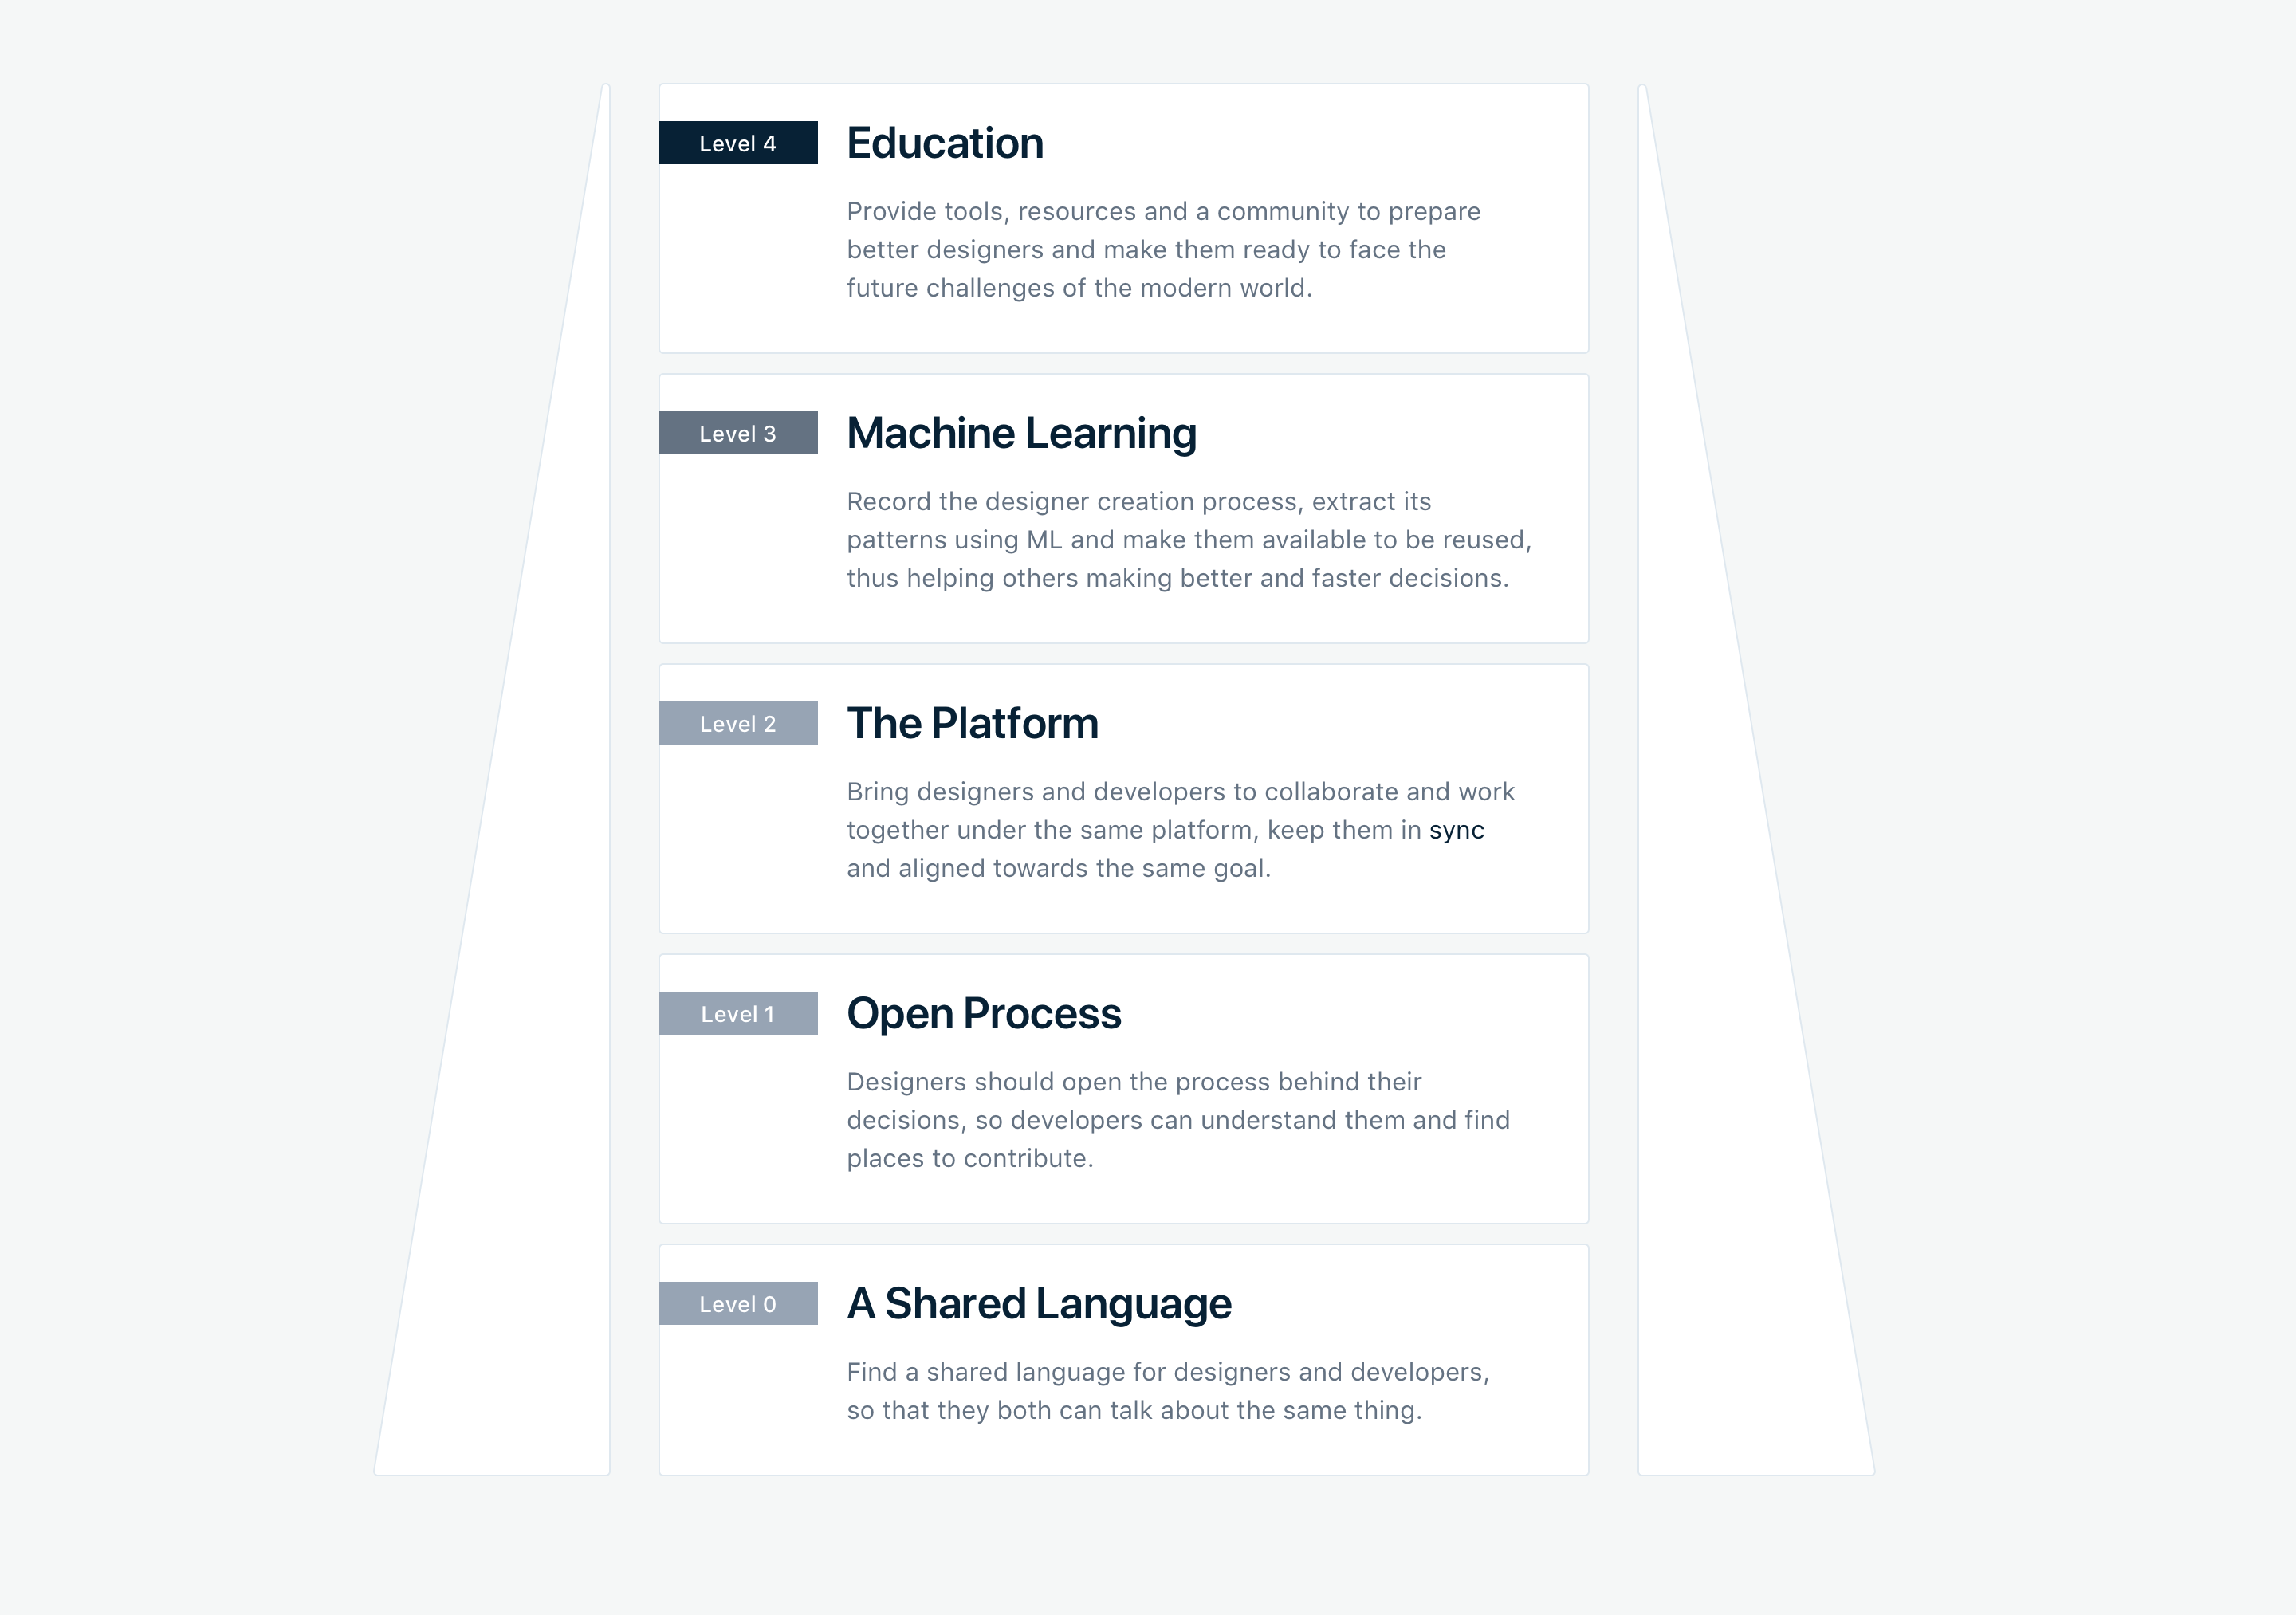 Level 4
Education
Provide tools, resources and a community to prepare
better designers and make them ready to face the
future challenges of the modern world.
Level 3
Machine Learning
Record the designer creation process, extract its
patterns using ML and make them available to be reused,
thus helping others making better and faster decisions.
Level 2
The Platform
Bring designers and developers to collaborate and work
together under the same platform, keep them in sync
and aligned towards the same goal.
Level 1
Open Process
Designers should open the process behind their
decisions, so developers can understand them and find
places to contribute.
Level 0
A Shared Language
Find a shared language for designers and developers,
so that they both can talk about the same thing.